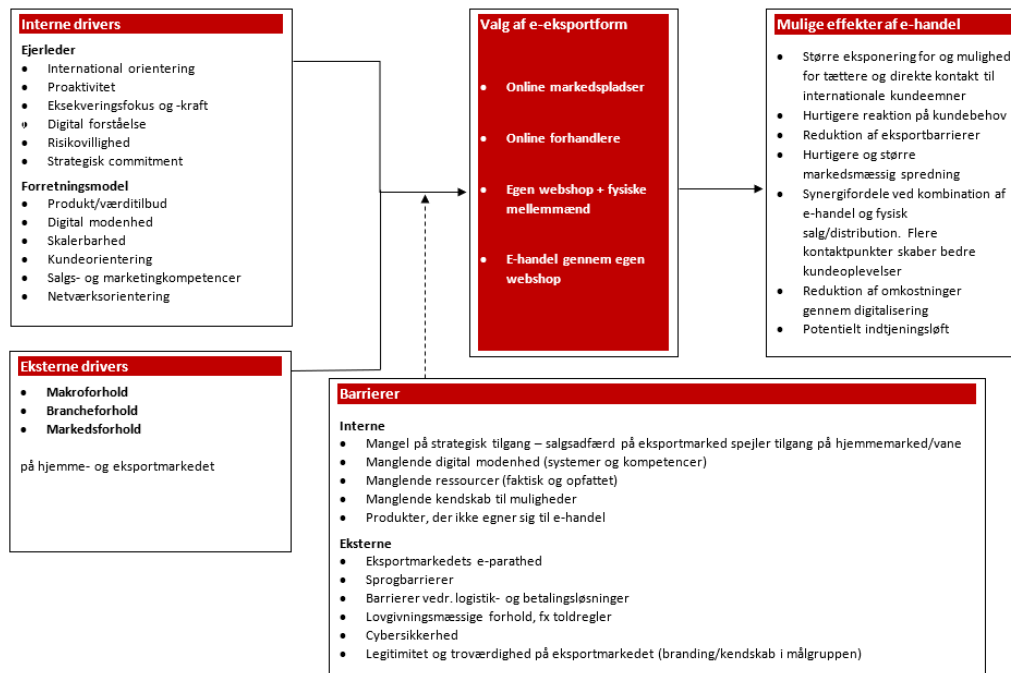 Interne drivers
Ejerleder
• International orientering
• Proaktivitet
• Eksekveringsfokus og -kraft
• Digital forståelse
• Risikovillighed
• Strategisk commitment
Forretningsmodel
• Produkt/værditilbud
• Digital modenhed
• Skalerbarhed
• Kundeorientering
• Salgs- og marketingkompetencer
• Netværksorientering
Eksterne drivers
• Makroforhold
• Brancheforhold
• Markedsforhold
på hjemme- og eksportmarkedet
Valg af e-eksportform
• Online markedspladser
• Online forhandlere
• Egen webshop + fysiske
mellemmænd
• E-handel gennem egen
webshop
Mulige effekter af e-handel
• Større eksponering for og mulighed
for tættere og direkte kontakt til
internationale kundeemner
• Hurtigere reaktion på kundebehov
• Reduktion af eksportbarrierer
• Hurtigere og større
markedsmæssig spredning
• Synergifordele ved kombination af
e-handel og fysisk
salg/distribution. Flere
kontaktpunkter skaber bedre
kundeoplevelser
• Reduktion af omkostninger
gennem digitalisering
• Potentielt indtjeningsløft
Barrierer
Interne
• Mangel på strategisk tilgang – salgsadfærd på eksportmarked spejler tilgang på hjemmemarked/vane
• Manglende digital modenhed (systemer og kompetencer)
• Manglende ressourcer (faktisk og opfattet)
• Manglende kendskab til muligheder
• Produkter, der ikke egner sig til e-handel
Eksterne
• Eksportmarkedets e-parathed
• Sprogbarrierer
• Barrierer vedr. logistik- og betalingsløsninger
• Lovgivningsmæssige forhold, fx toldregler
• Cybersikkerhed
• Legitimitet og troværdighed på eksportmarkedet (branding/kendskab i målgruppen)